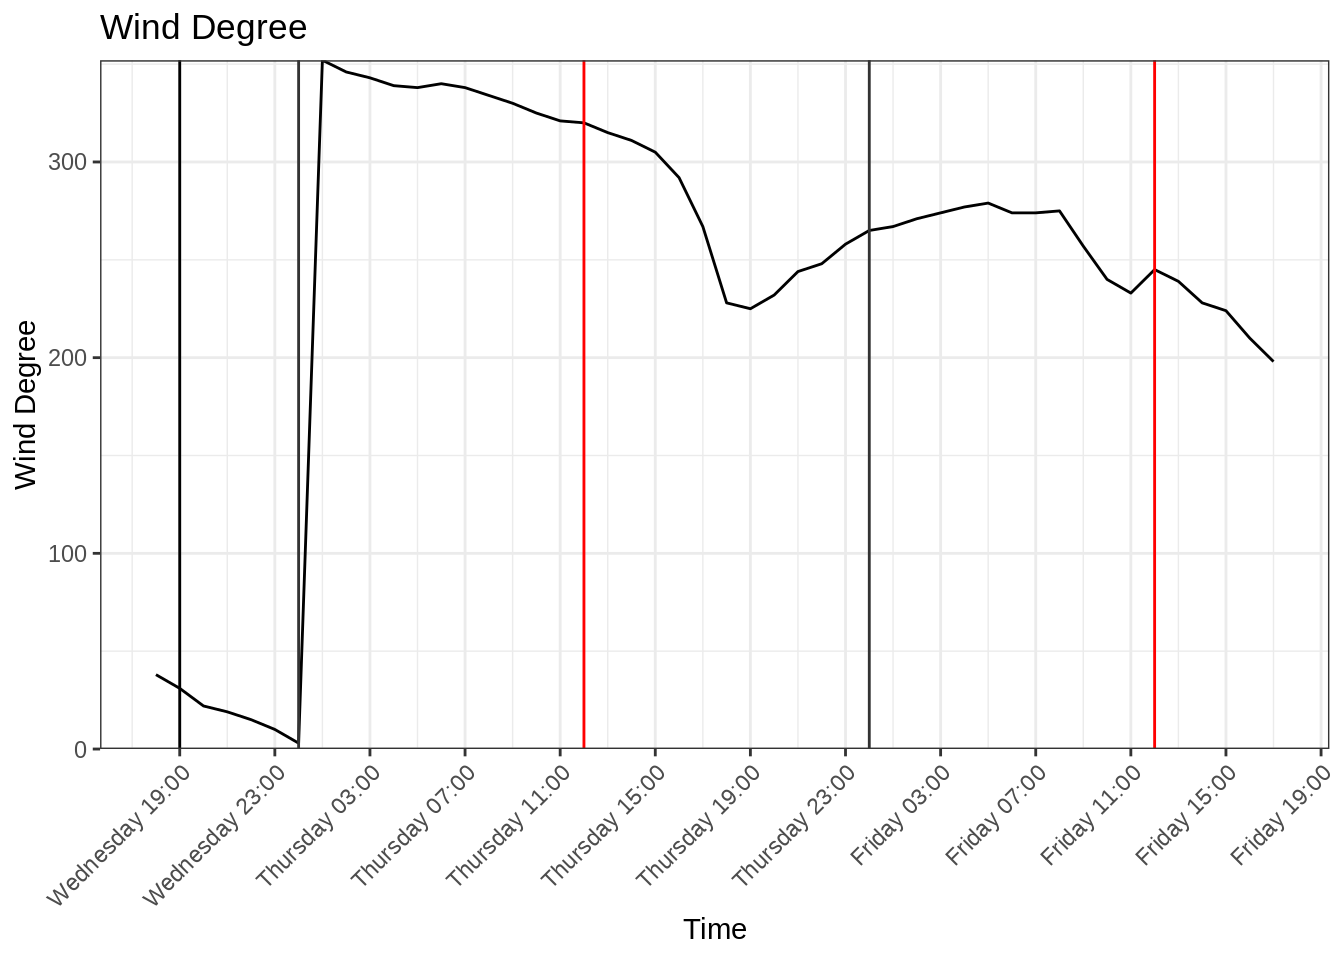 Wind Degree
Wind Degree
300
200
100
0
Wednesday 19:00
Wednesday 23:00
Thursday 03:00
Thursday 07:00
Thursday 11:00
Thursday 15:00
Thursday 19:00
Thursday 23:00
Friday 03:00
Friday 07:00
Friday 11:00
Friday 15:00
Friday 19:00
Time